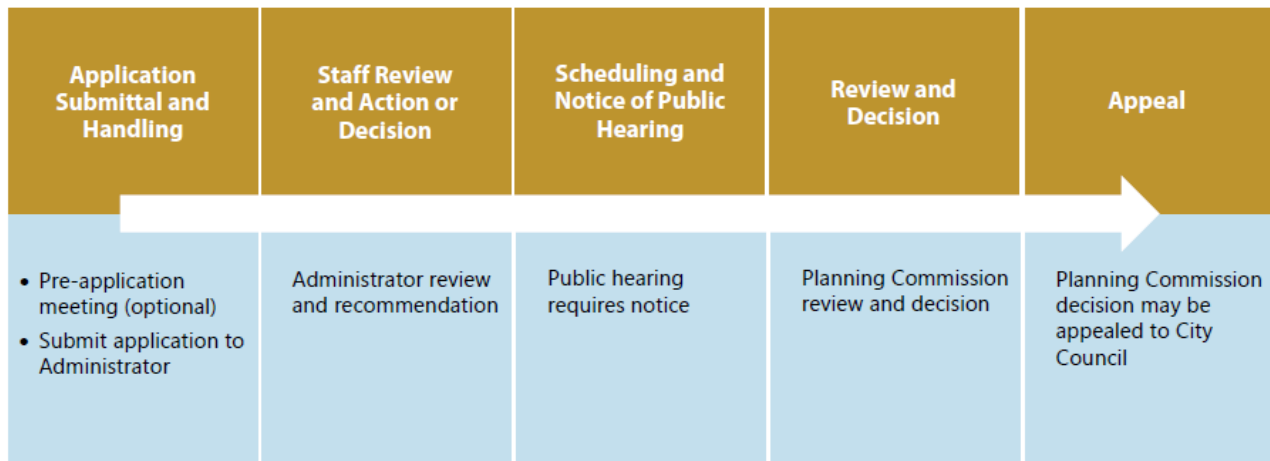 Application
Submittal and
Handling
Staff Review
and Action or
Decision
Scheduling and
Notice of Public
Hearing
Review and
Decision
Appeal
• Pre-application
meeting (optional)
• Submit application to
Administrator
Administrator review
and recommendation
Public hearing
requires notice
Planning Commission
review and decision
Planning Commission
decision may be
appealed to City
Council